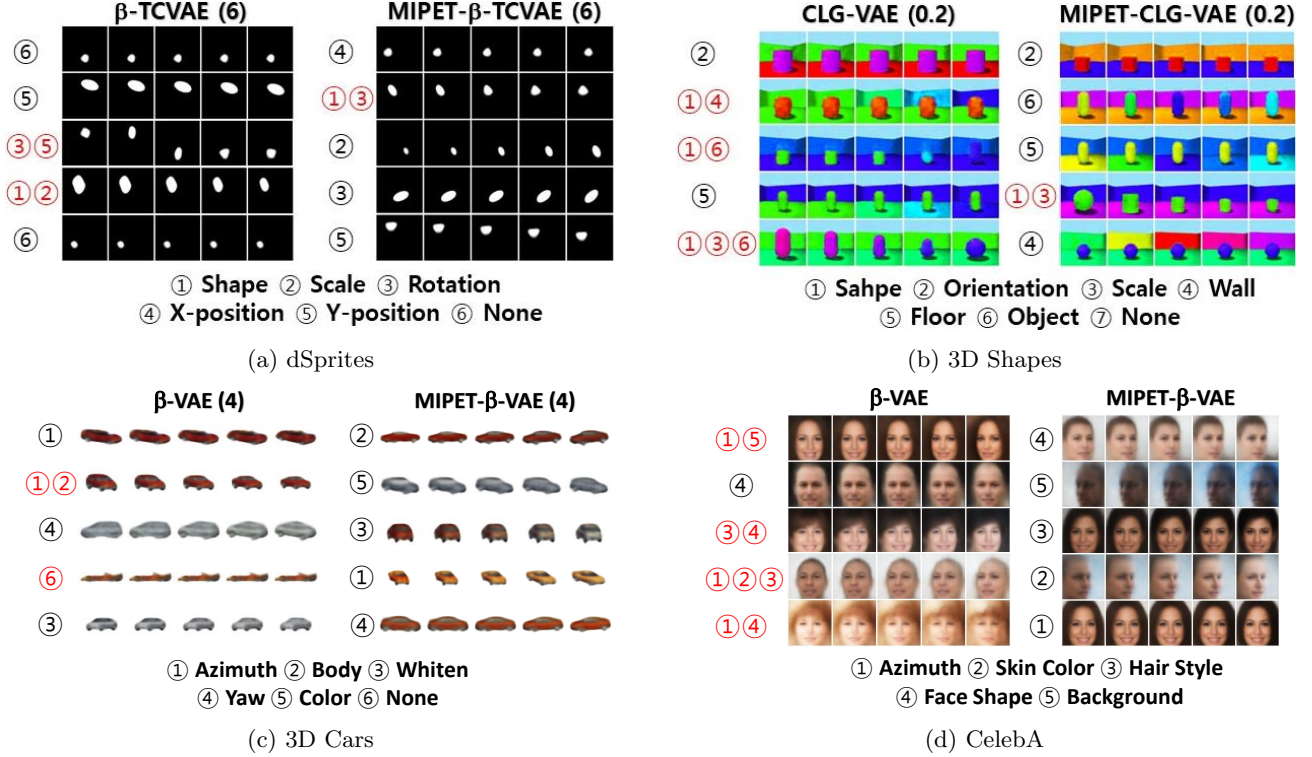 β-TCVAE (6) MIPET-β-TCVAE (6)
⑥ ④
⑤ ①③
③⑤ ②
①② ③
⑥ ⑤
① Shape ② Scale ③ Rotation
④ X-position ⑤ Y-position ⑥ None
(a) dSprites
CLG-VAE (0.2) MIPET-CLG-VAE (0.2)
② ②
①④ ⑥
①⑥ ⑤
⑤ ①③
①③⑥ ④
① Sahpe ② Orientation ③ Scale ④ Wall
⑤ Floor ⑥ Object ⑦ None
(b) 3D Shapes
β-VAE (4) MIPET-β-VAE (4)
① ②
①② ⑤
④ ③
⑥ ①
③ ④
① Azimuth ② Body ③ Whiten
④ Yaw ⑤ Color ⑥ None
(c) 3D Cars
β-VAE MIPET-β-VAE
①⑤ ④
④ ⑤
③④ ③
①②③ ②
①④ ①
① Azimuth ② Skin Color ③ Hair Style
④ Face Shape ⑤ Background
(d) CelebA